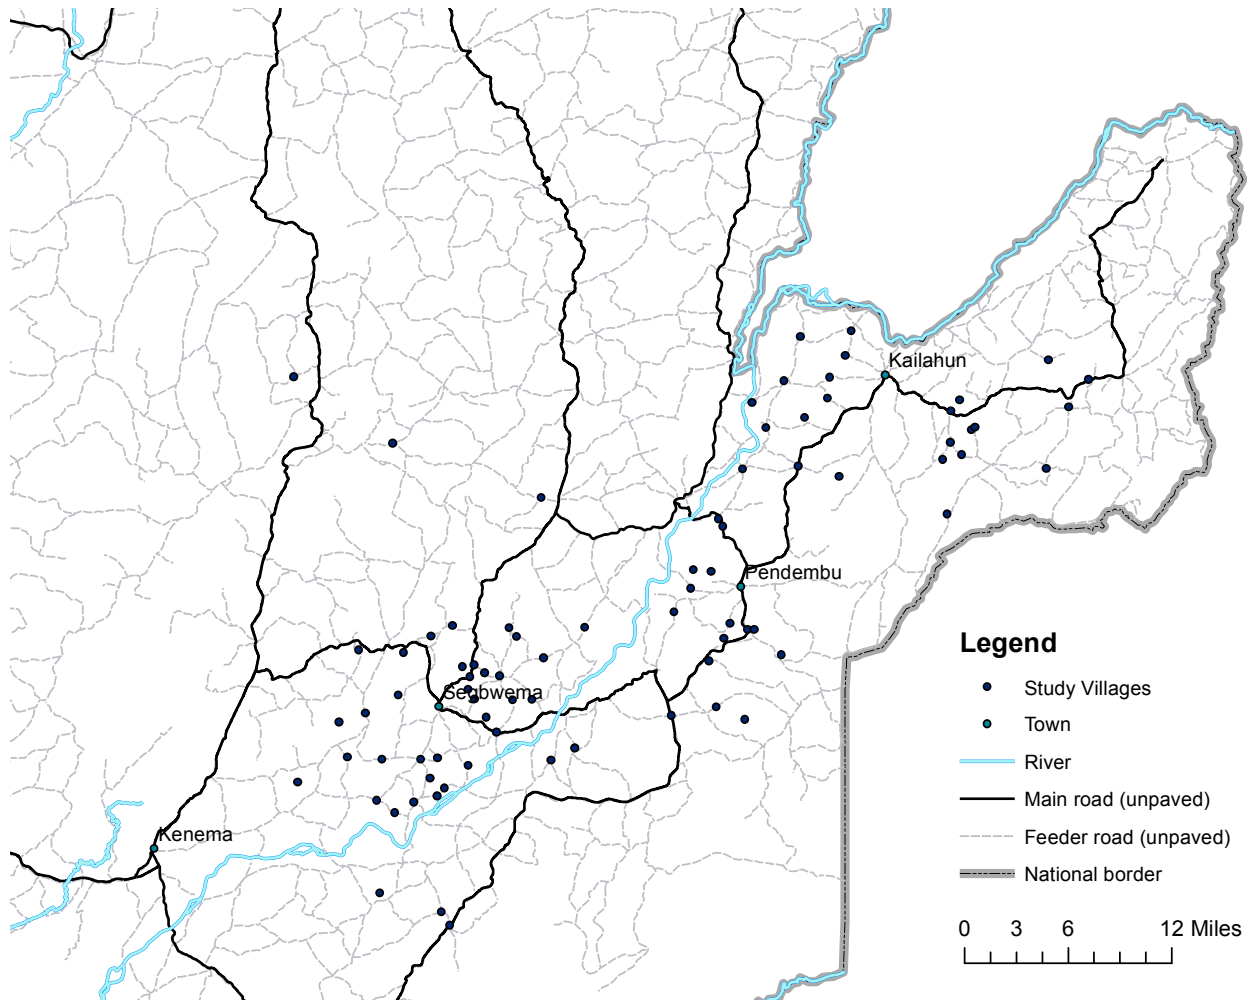 Kailahun
Pendembu
Segbwema
Kenema
Legend
Study Villages
Town
River
Main road (unpaved)
Feeder road (unpaved)
National border
0 3 6 12 Miles